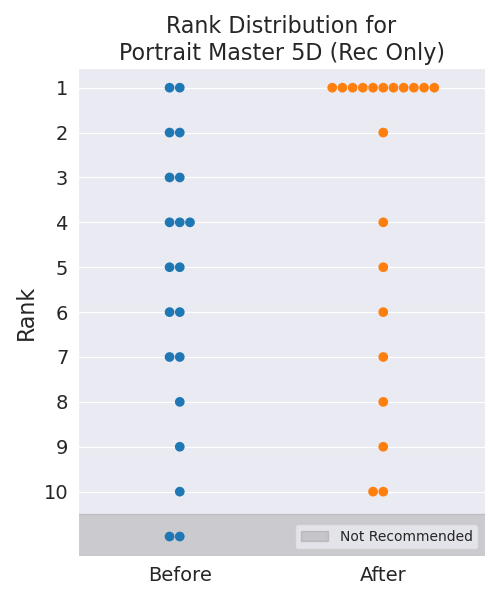 Rank Distribution for
Portrait Master 5D (Rec Only)
Rank
1
2
3
4
5
6
7
8
9
10
Not Recommended
Before
After